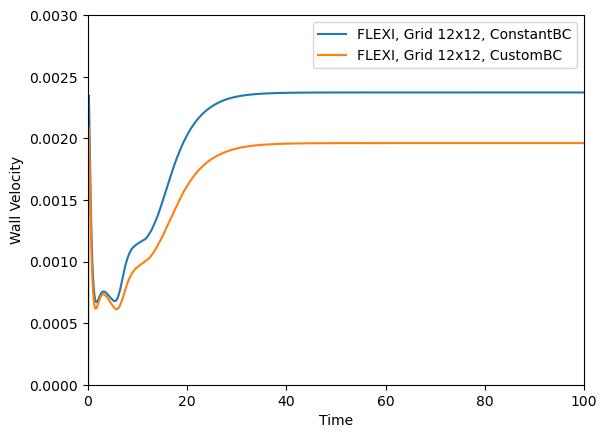 0.0030
0.0025
0.0020
0.0015
0.0010
0.0005
0.0000
Wall Velocity
FLEXI, Grid 12x12, ConstantBC
FLEXI, Grid 12x12, CustomBC
0 20 40 60 80 100
Time